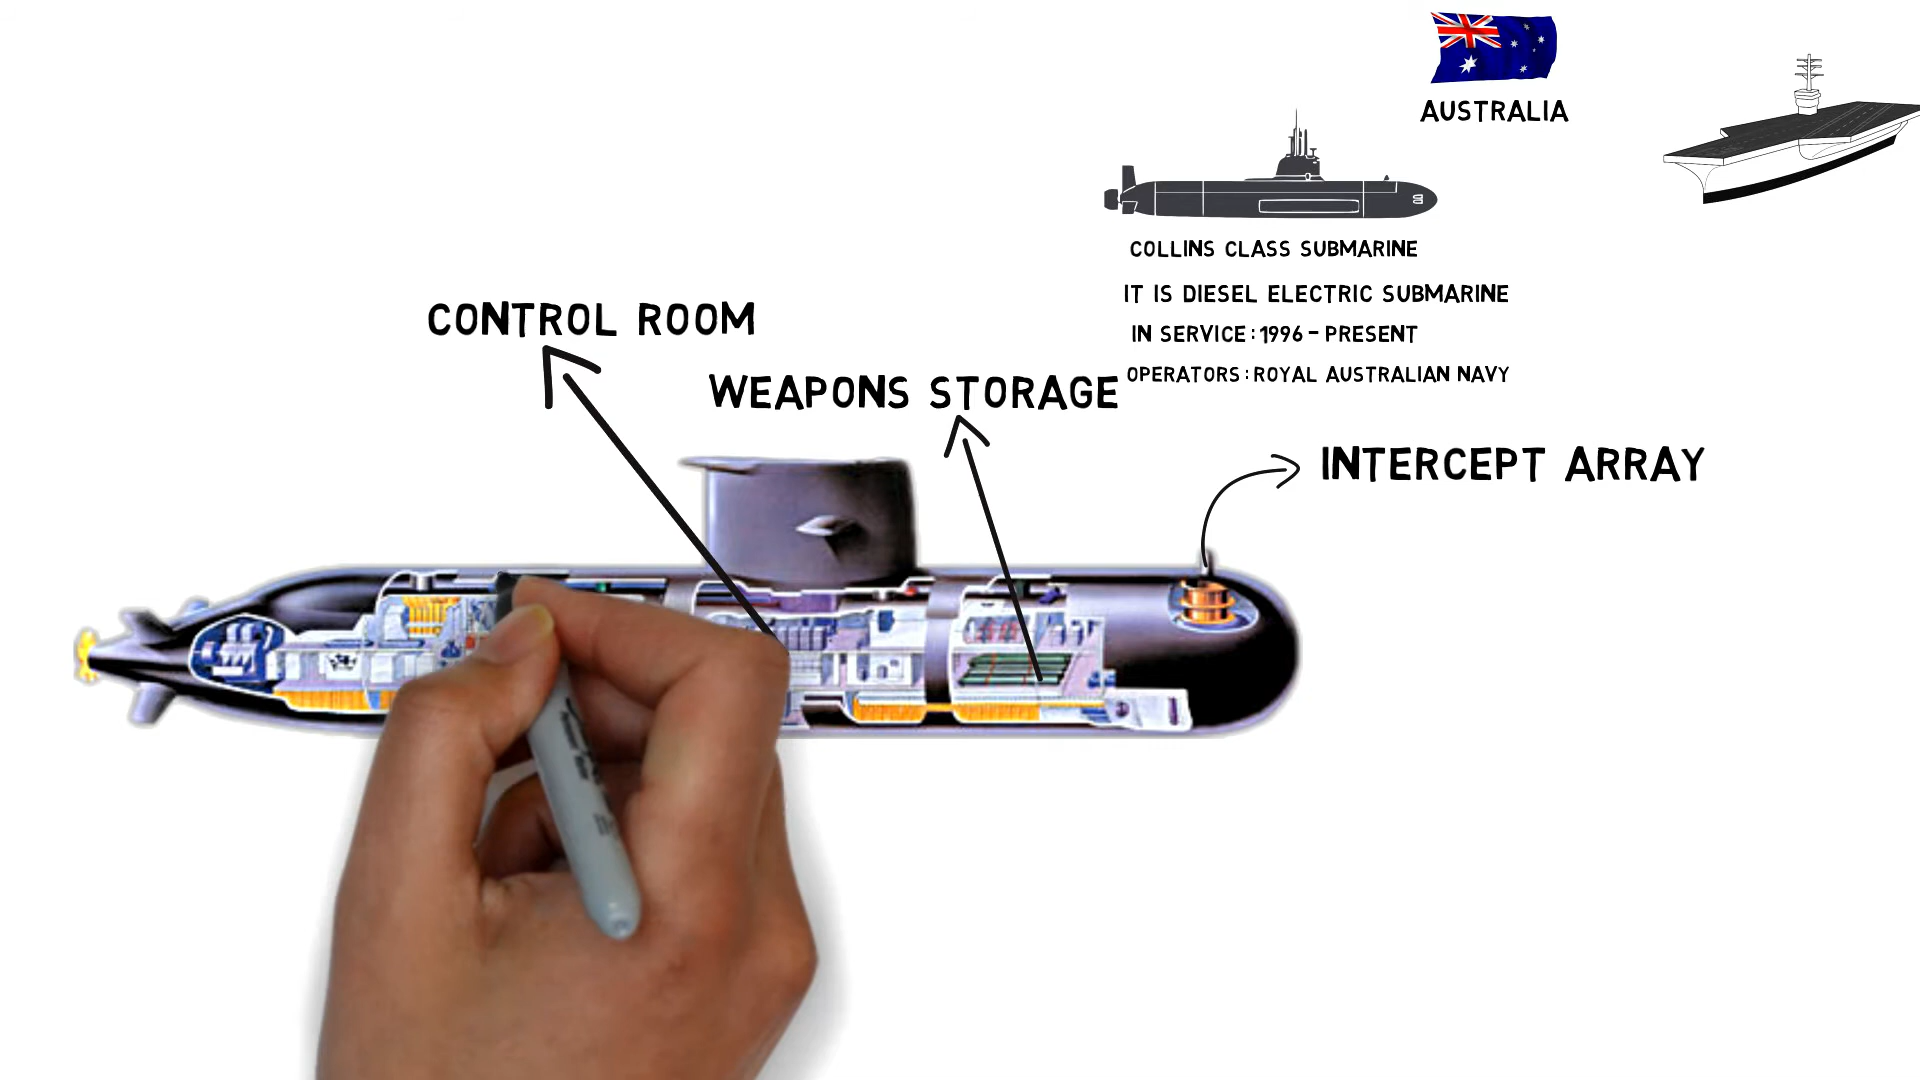 AUSTRALIA
COLLINS CLASS SUBMARINE
IT IS DIESEL ELECTRIC SUBMARINE
IN SERVICE : 1996 - PRESENT
OPERATORS : ROYAL AUSTRALIAN NAVY
CONTROL ROOM
WEAPONS STORAGE
INTERCEPT ARRAY